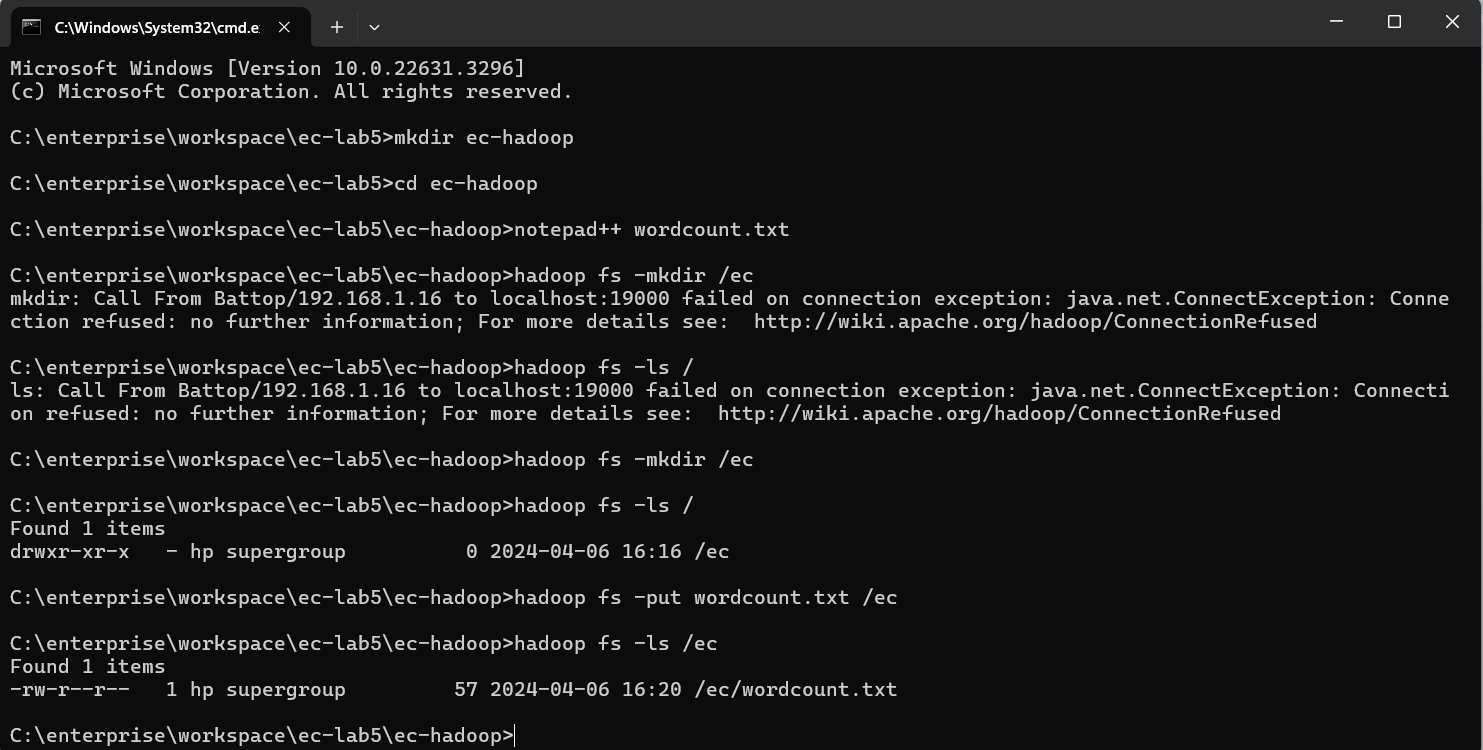 C:\Windows\System32\cmd.e
Microsoft Windows [Version 10.0.22631.3296]
(c) Microsoft Corporation. All rights reserved.
C:\enterprise\workspace\ec-lab5>mkdir ec-hadoop
C:\enterprise\workspace\ec-lab5>cd ec-hadoop
C:\enterprise\workspace\ec-lab5\ec-hadoop>notepad++ wordcount.txt
C:\enterprise\workspace\ec-lab5\ec-hadoop>hadoop fs -mkdir /ec
mkdir: Call From Battop/192.168.1.16 to localhost:19000 failed on connection exception: java.net.ConnectException: Conne
ction refused: no further information; For more details see:  http://wiki.apache.org/hadoop/ConnectionRefused
C:\enterprise\workspace\ec-lab5\ec-hadoop>hadoop fs -ls /
ls: Call From Battop/192.168.1.16 to localhost:19000 failed on connection exception: java.net.ConnectException: Connecti
on refused: no further information; For more details see:  http://wiki.apache.org/hadoop/ConnectionRefused
C:\enterprise\workspace\ec-lab5\ec-hadoop>hadoop fs -mkdir /ec
C:\enterprise\workspace\ec-lab5\ec-hadoop>hadoop fs -ls /
Found 1 items
drwxr-xr-x   - hp supergroup          0 2024-04-06 16:16 /ec
C:\enterprise\workspace\ec-lab5\ec-hadoop>hadoop fs -put wordcount.txt /ec
C:\enterprise\workspace\ec-lab5\ec-hadoop>hadoop fs -ls /ec
Found 1 items
-rw-r--r--   1 hp supergroup         57 2024-04-06 16:20 /ec/wordcount.txt
C:\enterprise\workspace\ec-lab5\ec-hadoop>